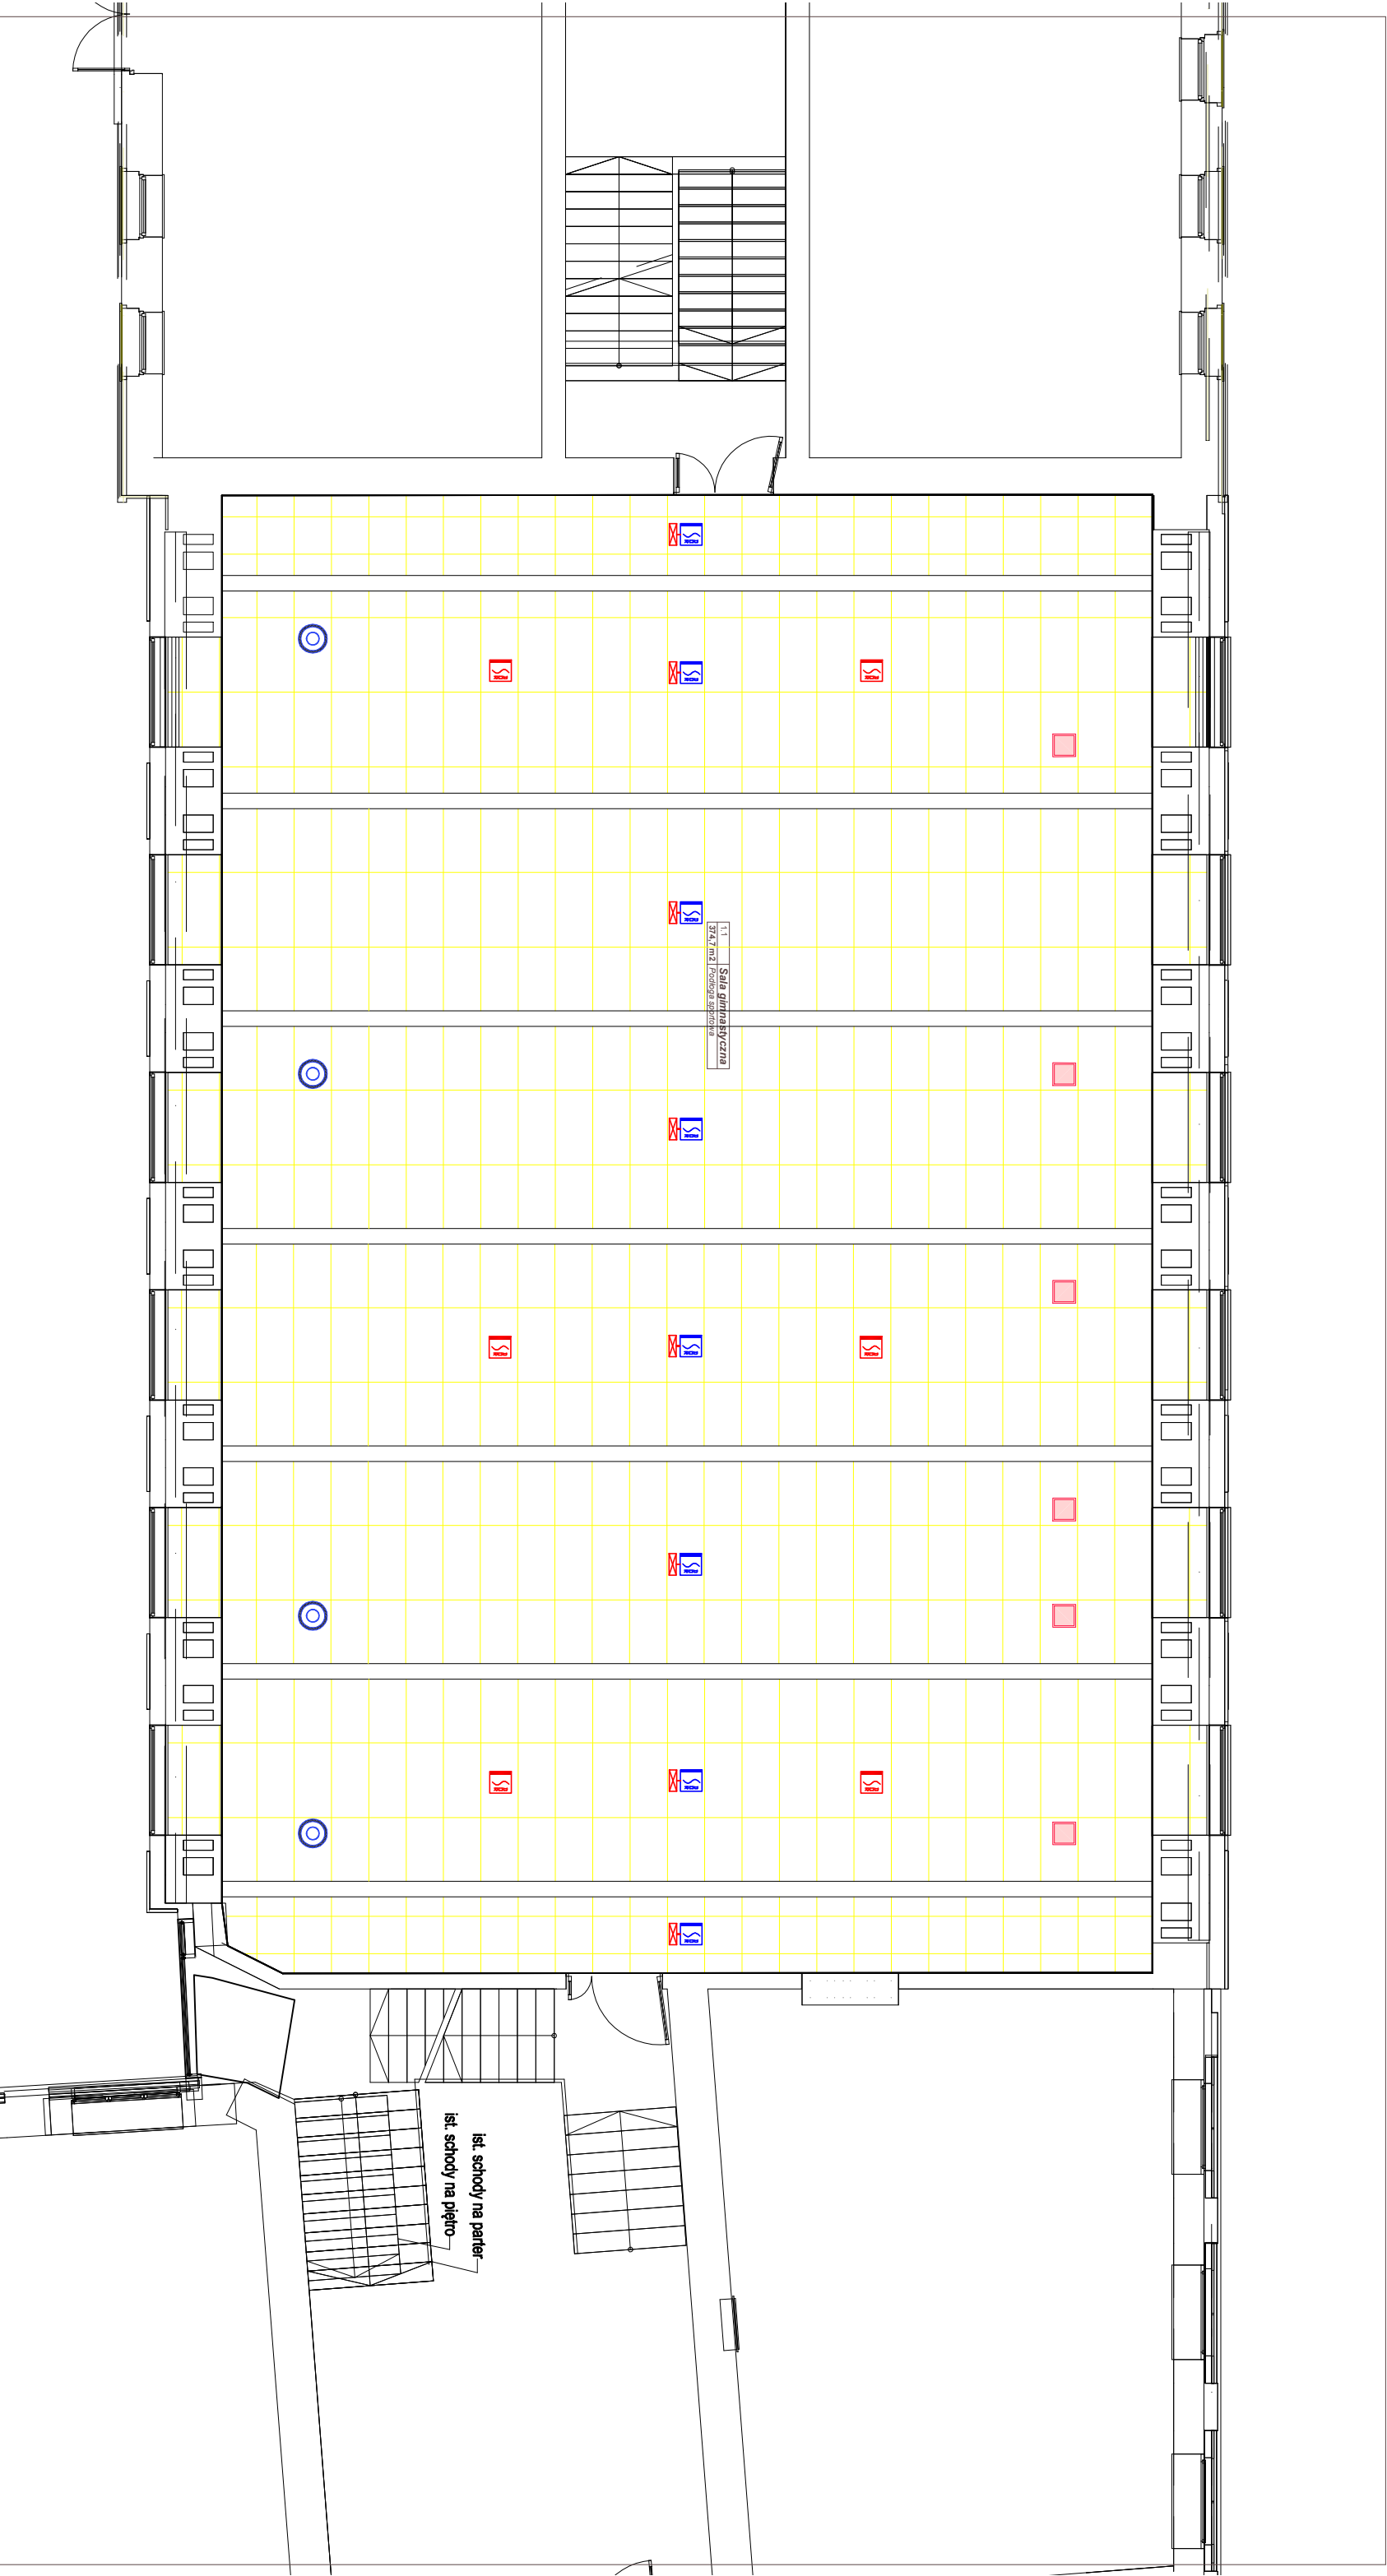 1.1
Sala gimnastyczna
374,7 m2
Podłoga sportowa
ist. schody na parter
ist. schody na piętro